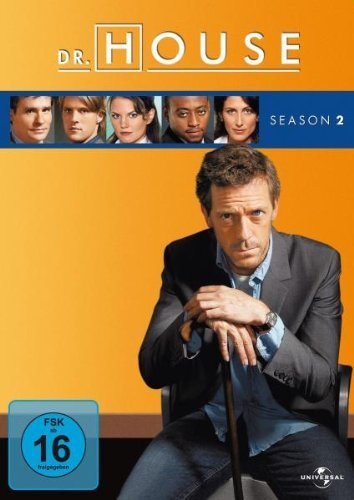 DR. HOUSE
SEASON 2
FSK
ab
16
freigegeben
UNIVERSAL